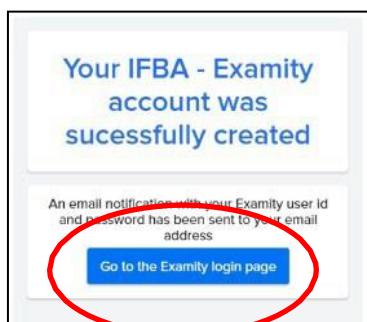 Your IFBA - Examity
account was
sucessfully created
An email notification with your Examity user id
and password has been sent to your email
address
Go to the Examity login page